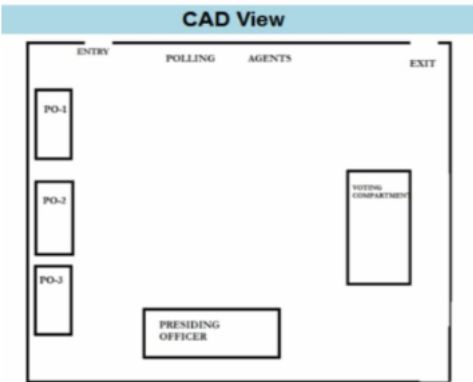 CAD View
ENTRY
POLLING AGENTS
EXIT
PO-1
VOTING
COMPARTMENT
PO-2
PO-3
PRESIDING
OFFICER